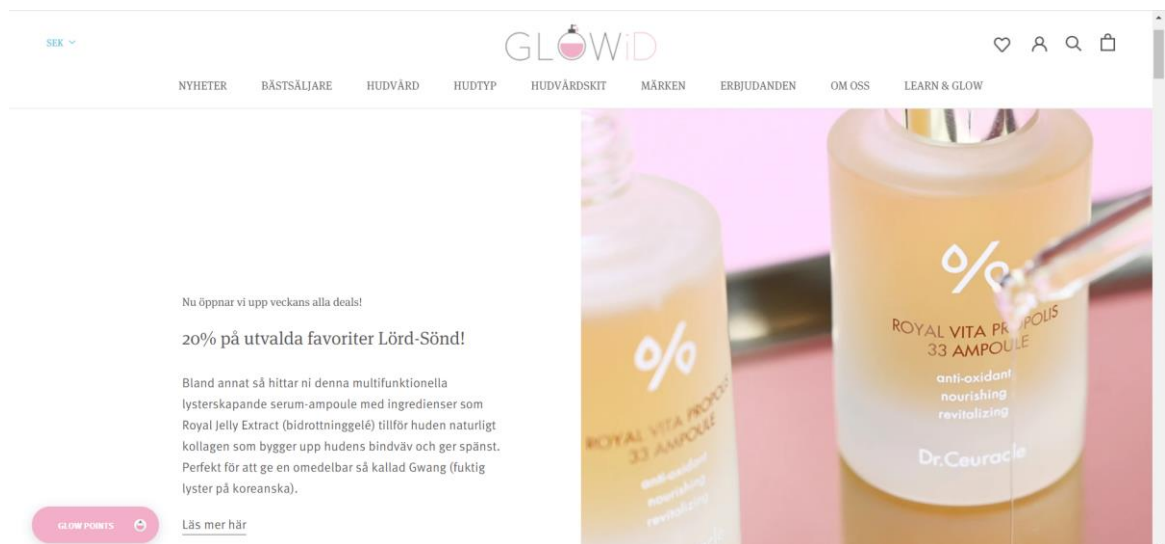 SEK
GLOWiD
NYHETER BÄSTSÄLJARE HUDVÅRD HUDTYP HUDVÅRDSKIT MÄRKEN ERBJUDANDEN OM OSS LEARN & GLOW
Nu öppnar vi upp veckans alla deals!
20% på utvalda favoriter Lörd-Sönd!
Bland annat så hittar ni denna multifunktionella
lysterskapande serum-ampoule med ingredienser som
Royal Jelly Extract (bidrottninggelé) tillför huden naturligt
kollagen som bygger upp hudens bindväv och ger spänst.
Perfekt för att ge en omedelbar så kallad Gwang (fuktig
lyster på koreanska).
Läs mer här
GLOW POINTS
%
ROYAL VITA PROPOLIS
33 AMPOULE
anti-oxidant
nourishing
revitalizing
%
ROYAL VITA PROPOLIS
33 AMPOULE
anti-oxidant
nourishing
revitalizing
Dr.Ceuracle